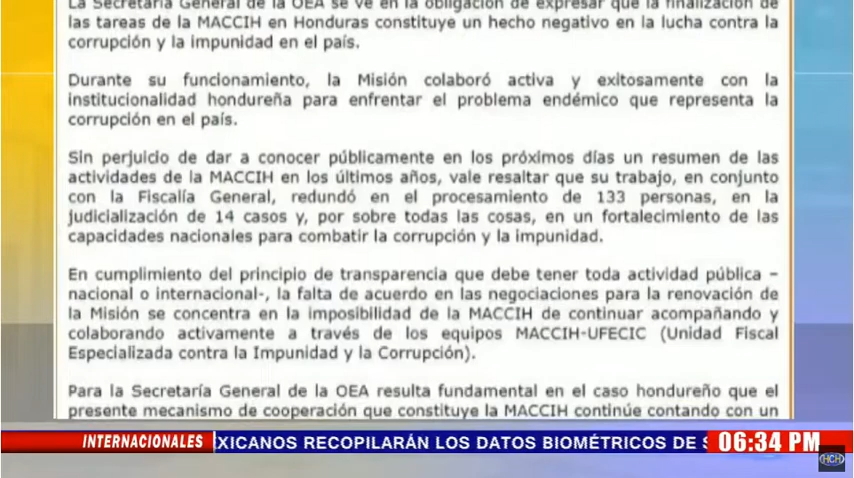 La Secretaría General de la OEA se ve en la obligación de expresar que la finalización de
las tareas de la MACCIH en Honduras constituye un hecho negativo en la lucha contra la
corrupción y la impunidad en el país.
Durante su funcionamiento, la Misión colaboró activa y exitosamente con la
institucionalidad hondureña para enfrentar el problema endémico que representa la
corrupción en el país.
Sin perjuicio de dar a conocer públicamente en los próximos días un resumen de las
actividades de la MACCIH en los últimos años, vale resaltar que su trabajo, en conjunto
con la Fiscalía General, redundó en el procesamiento de 133 personas, en la
judicialización de 14 casos y, por sobre todas las cosas, en un fortalecimiento de las
capacidades nacionales para combatir la corrupción y la impunidad.
En cumplimiento del principio de transparencia que debe tener toda actividad pública –
nacional o internacional-, la falta de acuerdo en las negociaciones para la renovación de
la Misión se concentra en la imposibilidad de la MACCIH de continuar acompañando y
colaborando activamente a través de los equipos MACCIH-UFECIC (Unidad Fiscal
Especializada contra la Impunidad y la Corrupción).
Para la Secretaría General de la OEA resulta fundamental en el caso hondureño que el
presente mecanismo de cooperación que constituye la MACCIH continúe contando con un
INTERNACIONALES XICANOS RECOPILARÁN LOS DATOS BIOMÉTRICOS DE S 06:34 PM
HCH